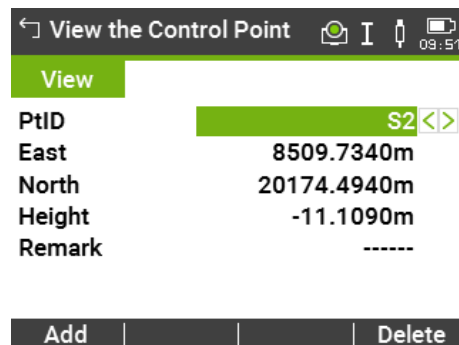 View the Control Point I 09:51
View
PtID S2 < >
East 8509.7340m
North 20174.4940m
Height -11.1090m
Remark ------
Add Delete